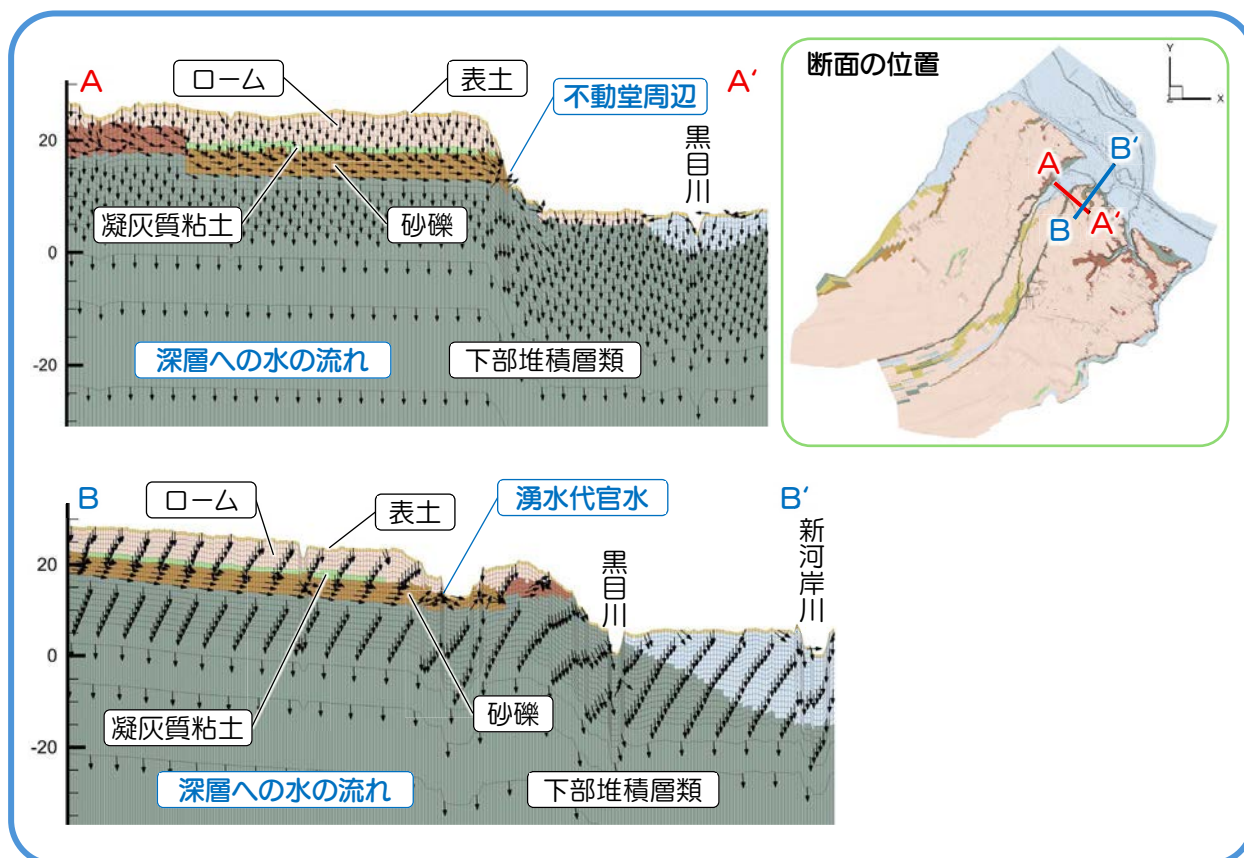 A
ローム
表土
不動堂周辺
A'
黒目川
20
0
-20
凝灰質粘土
砂礫
深層への水の流れ
下部堆積層類
断面の位置
Y
Z
X
A
B'
B
A'
B
ローム
表土
湧水代官水
B'
黒目川
新河岸川
20
0
-20
凝灰質粘土
砂礫
深層への水の流れ
下部堆積層類